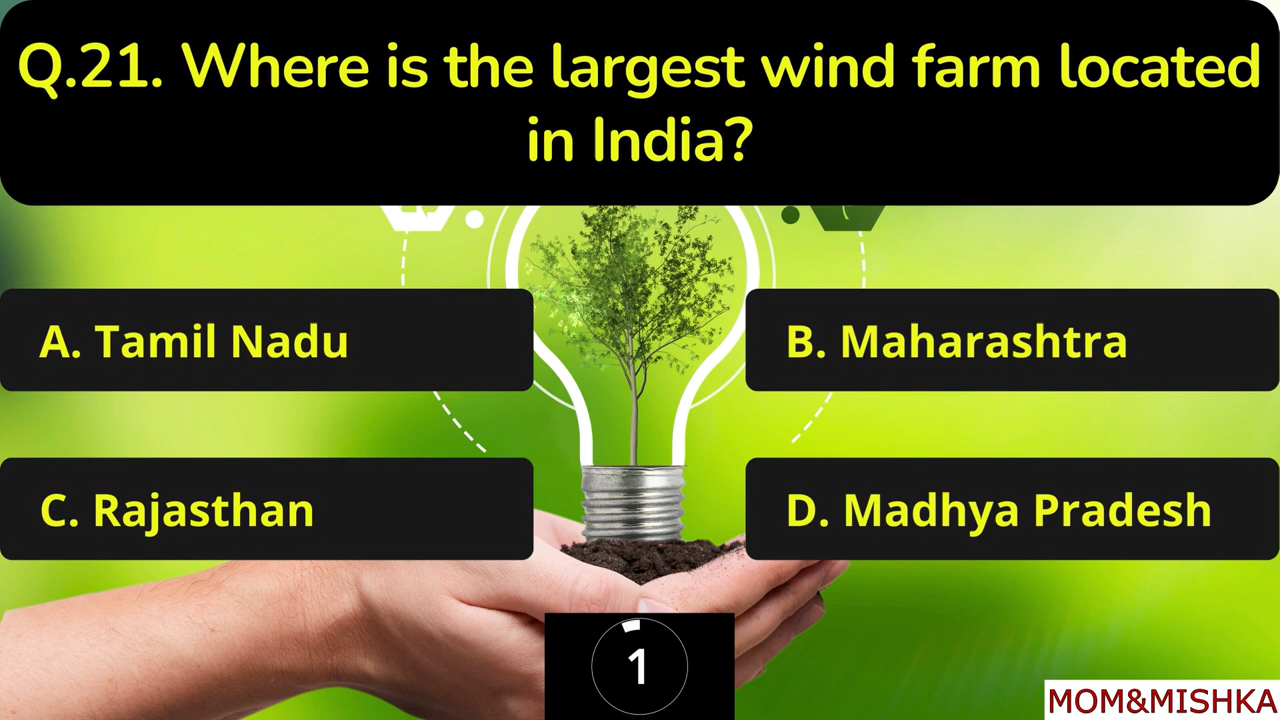 Q.21. Where is the largest wind farm located
in India?
A. Tamil Nadu
B. Maharashtra
C. Rajasthan
D. Madhya Pradesh
1
MOM&MISHKA